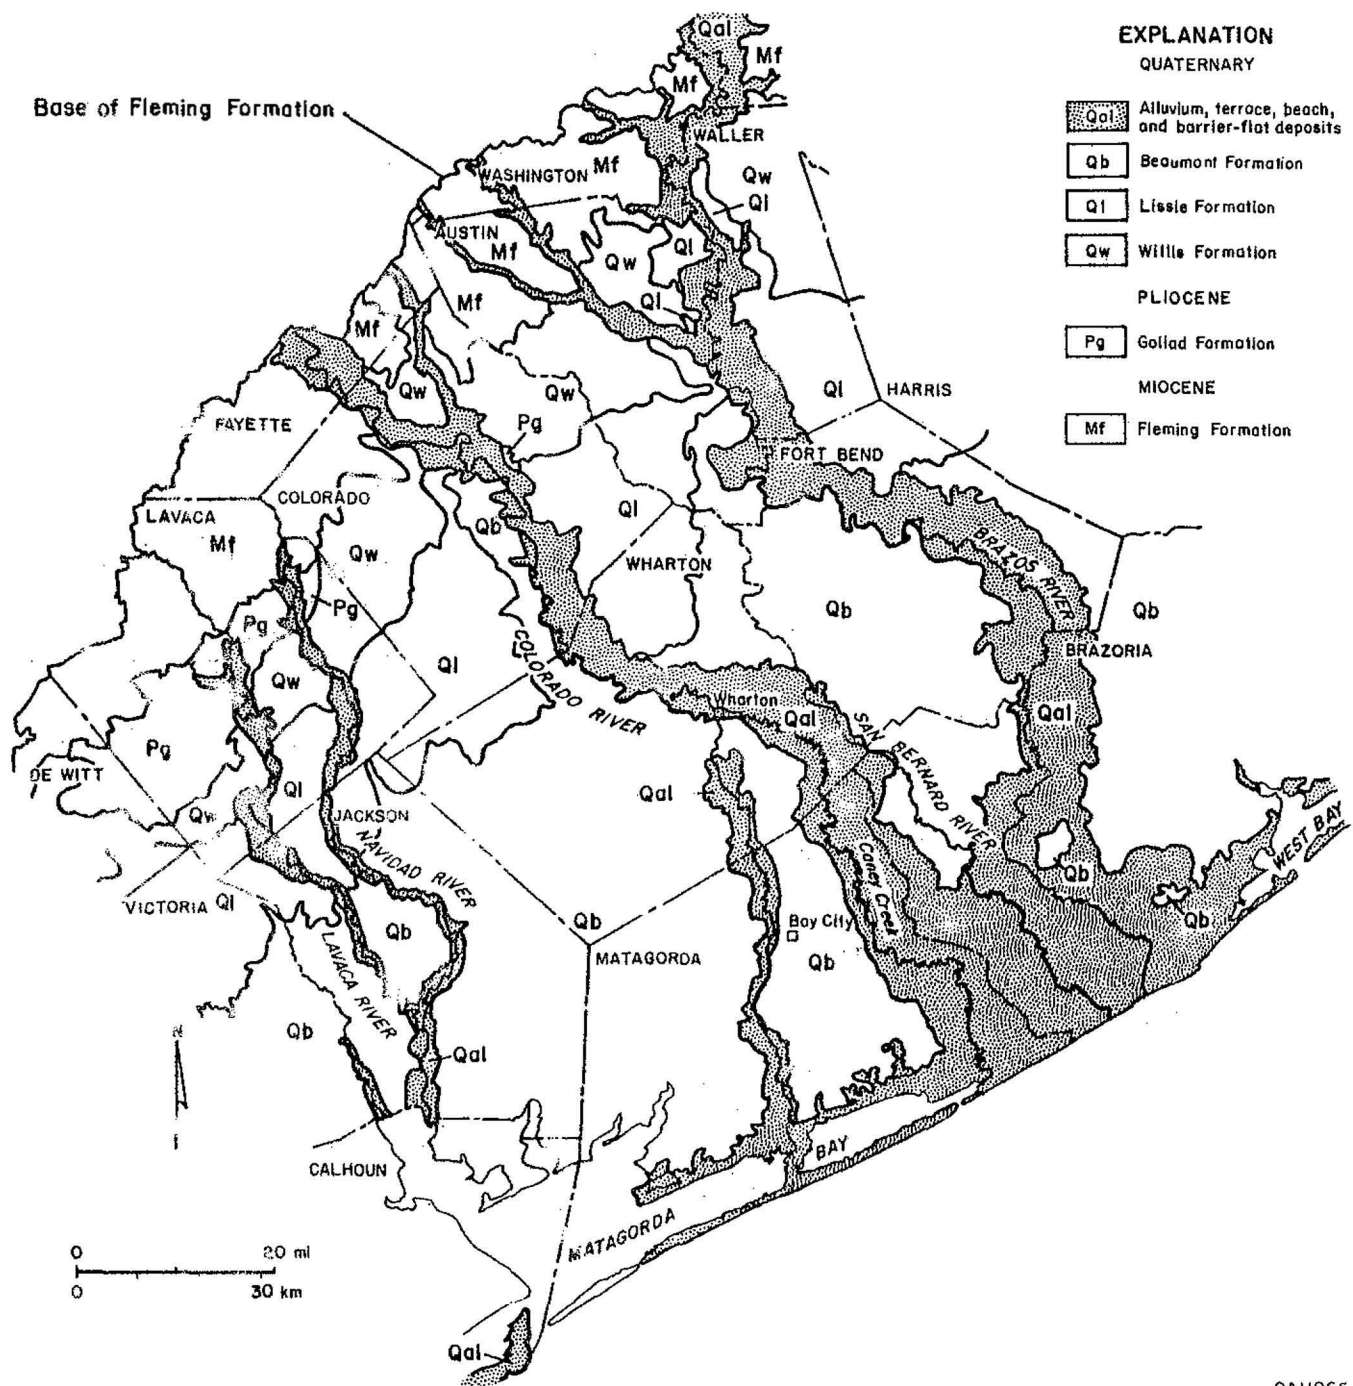 EXPLANATION
QUATERNARY
Qal Alluvium, terrace, beach,
and barrier-flat deposits
Qb Beaumont Formation
Ql Lissie Formation
Qw Willis Formation
PLIOCENE
Pg Goliad Formation
MIOCENE
Mf Fleming Formation
Base of Fleming Formation
Qal
Mf
Mf
WALLER
WASHINGTON
Mf
Qw
Ql
AUSTIN
Mf
Qw
Ql
Ql
Mf
Mf
Qw
Qw
Ql
HARRIS
FAYETTE
Pg
FORT BEND
COLORADO
LAVACA
Mf
Qw
Qb
Ql
WHARTON
BRAZOS RIVER
Pg
Pg
Qb
Qb
BRAZORIA
COLORADO RIVER
Ql
Qw
Wharton
Qal
Qal
SAN BERNARD RIVER
Pg
DE WITT
Qw
Ql
JACKSON
NAVIDAD RIVER
Qal
Caney Creek
WEST BAY
Qb
Qb
VICTORIA
Ql
LAVACA RIVER
Qb
Qb
Bay City
Qb
MATAGORDA
Qb
N
Qal
CALHOUN
MATAGORDA
BAY
0 20 mi
0 30 km
Qal